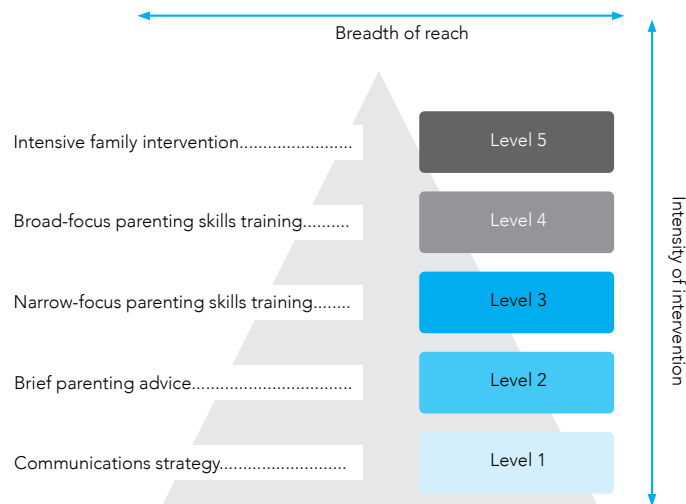 Breadth of reach
Intensive family intervention......................... Level 5
Broad-focus parenting skills training.......... Level 4
Narrow-focus parenting skills training........ Level 3
Brief parenting advice................................... Level 2
Communications strategy............................ Level 1
Intensity of intervention